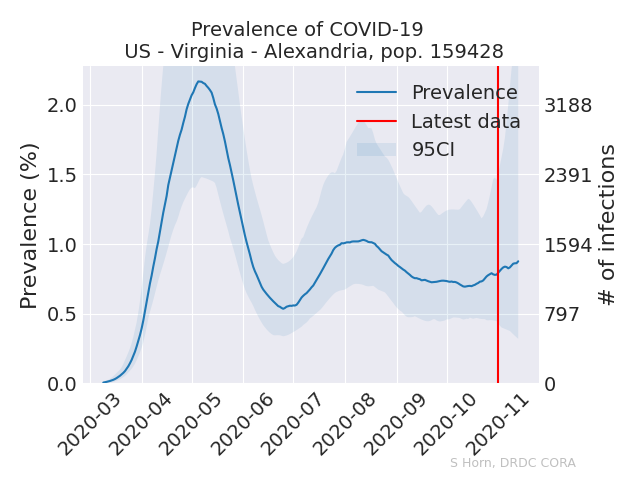 Prevalence of COVID-19
US - Virginia - Alexandria, pop. 159428
Prevalence
Latest data
95CI
Prevalence (%)
2.0
1.5
1.0
0.5
0.0
3188
2391
1594
797
0
# of infections
2020-03
2020-04
2020-05
2020-06
2020-07
2020-08
2020-09
2020-10
2020-11
S Horn, DRDC CORA